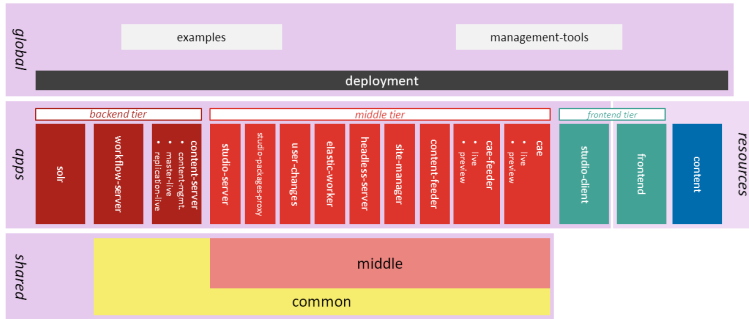 global
examples
management-tools
deployment
apps
backend tier
middle tier
frontend tier
resources
solr
workflow-server
content-server
• content-mgmt.
• master-live
• replication-live
studio-server
studio-packages-proxy
user-changes
elastic-worker
headless-server
site-manager
content-feeder
cae-feeder
• live
• preview
cae
• live
• preview
studio-client
frontend
content
shared
middle
common